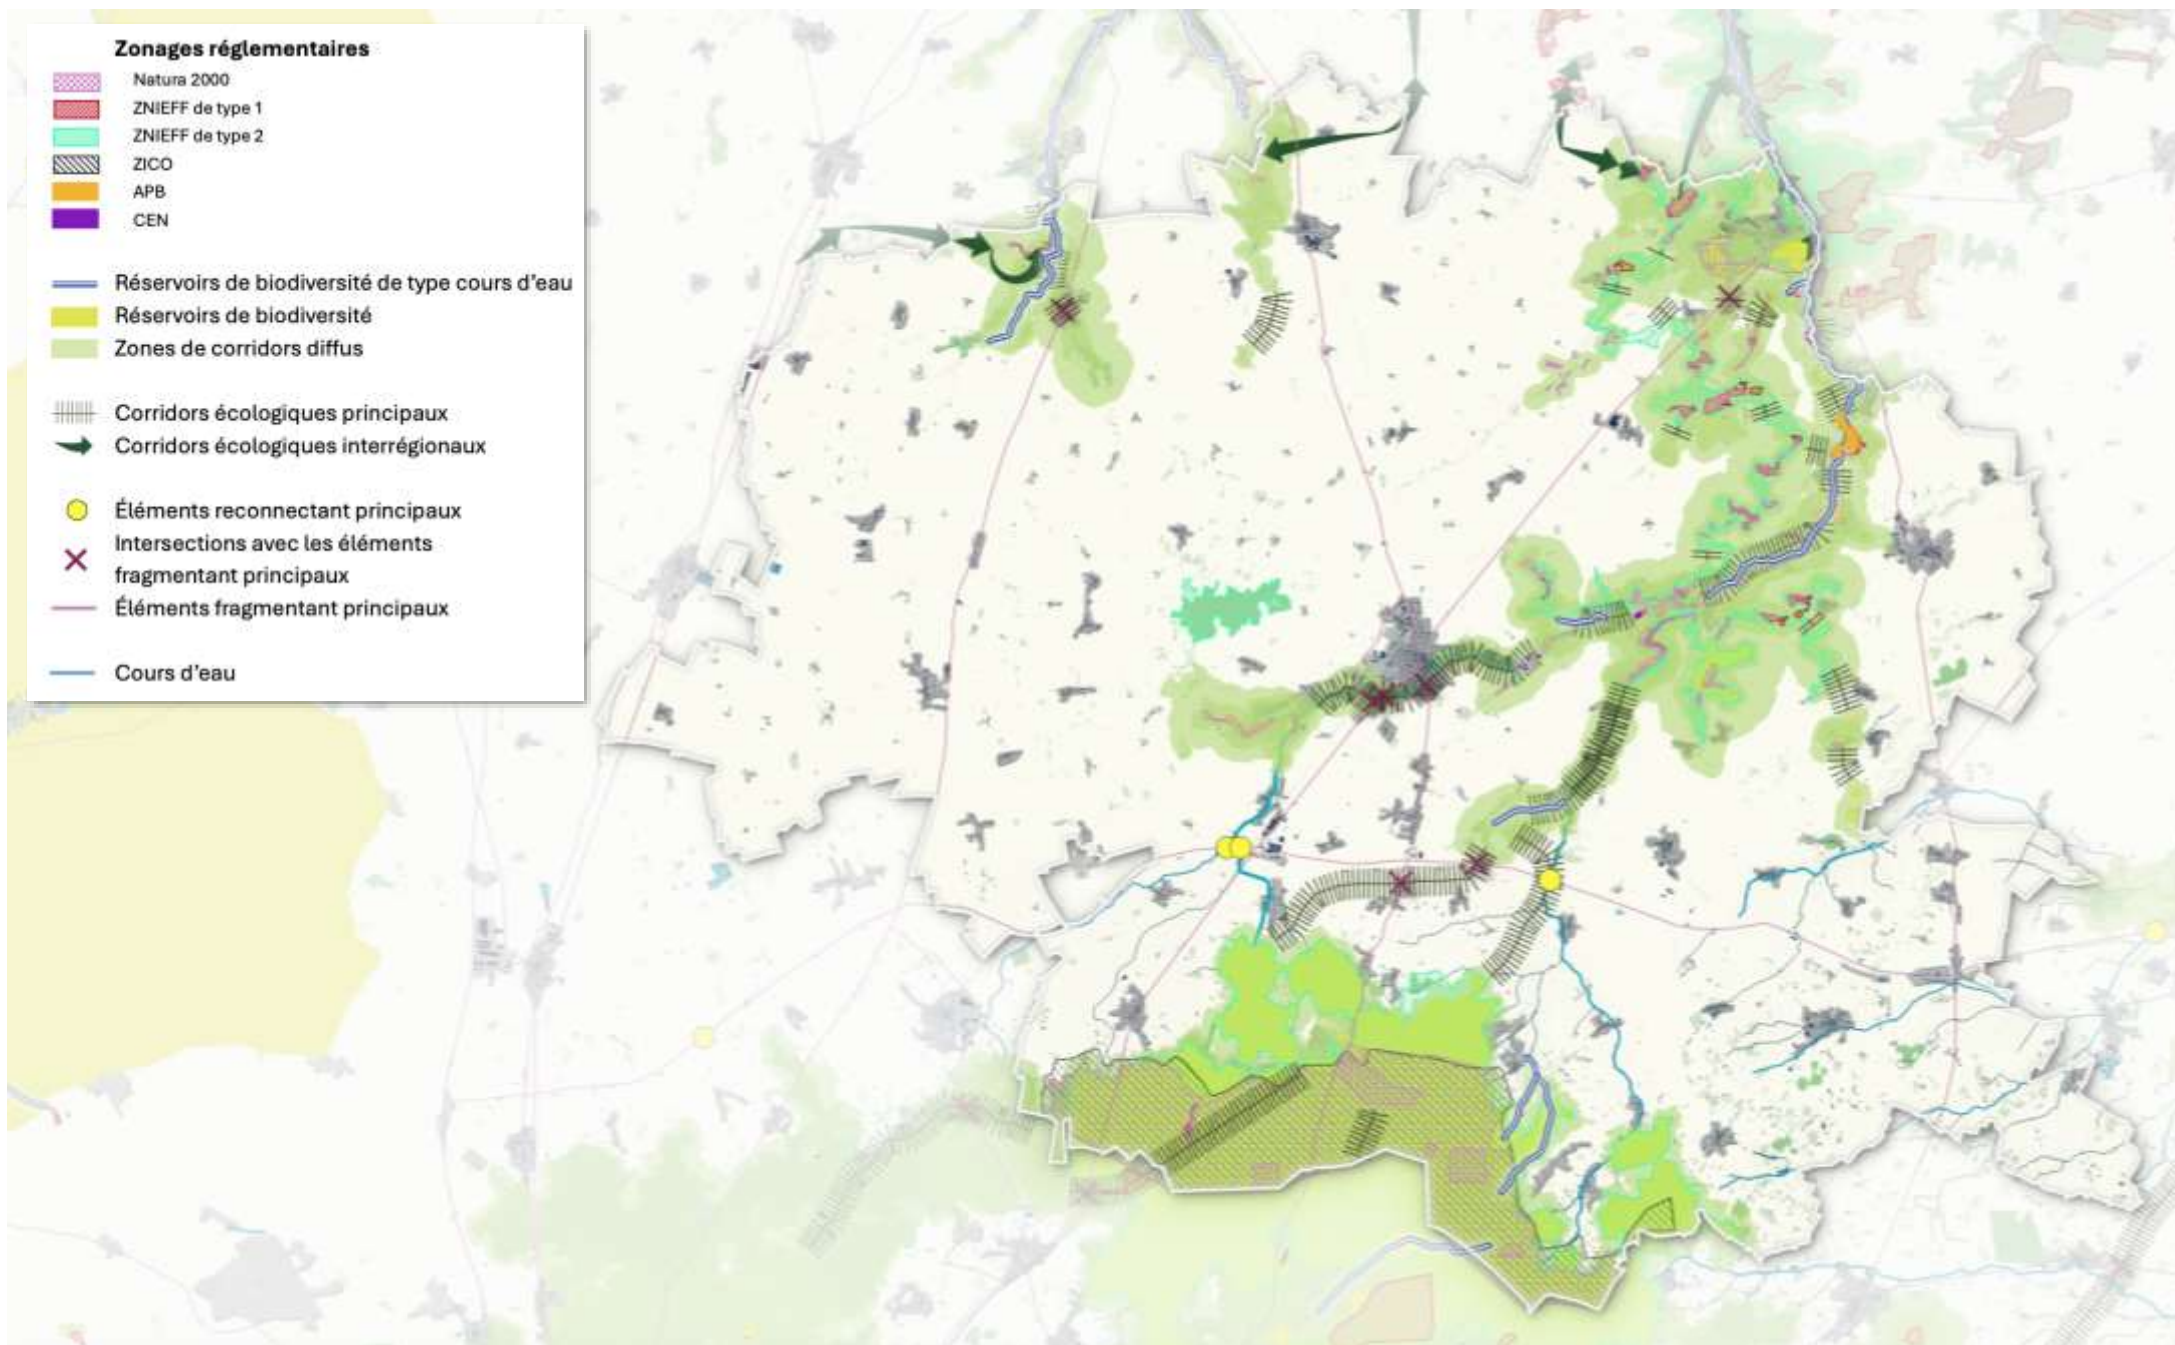 Zonages réglementaires
Natura 2000
ZNIEFF de type 1
ZNIEFF de type 2
ZICO
APB
CEN
Réservoirs de biodiversité de type cours d'eau
Réservoirs de biodiversité
Zones de corridors diffus
Corridors écologiques principaux
Corridors écologiques interrégionaux
Éléments reconnectant principaux
Intersections avec les éléments
fragmentant principaux
Éléments fragmentant principaux
Cours d'eau